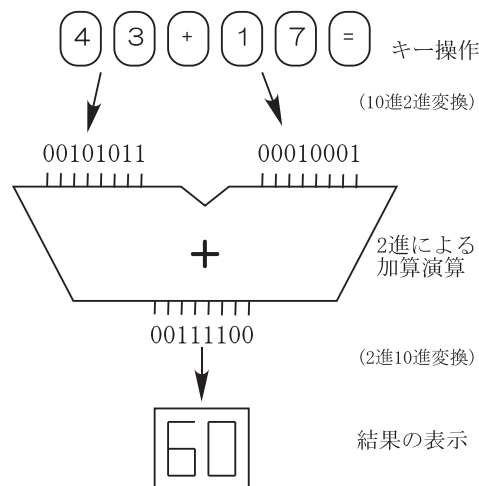 4 3 + 1 7 =
キー操作
(10進2進変換)
00101011 00010001
+
2進による
加算演算
00111100
(2進10進変換)
60
結果の表示